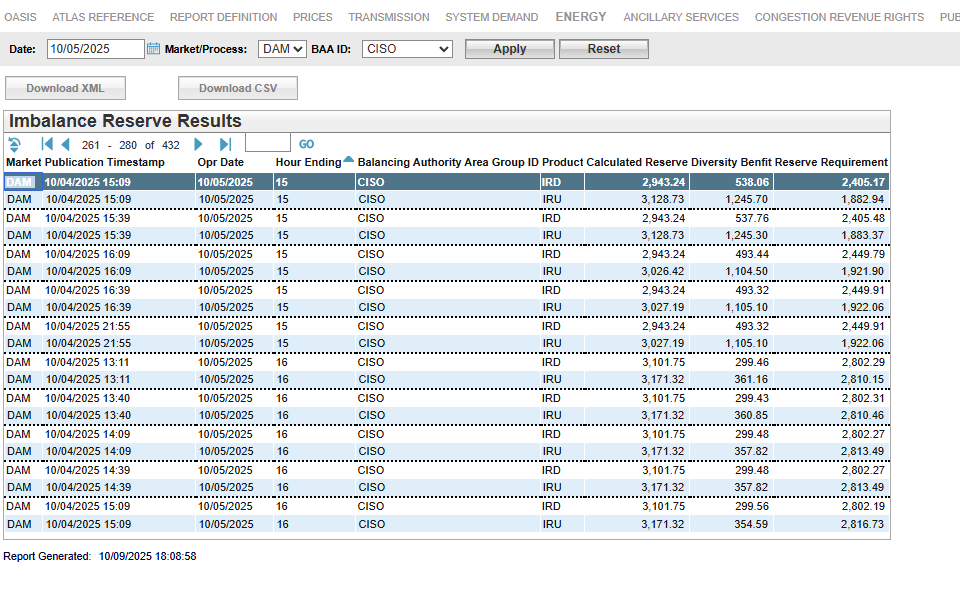 OASIS ATLAS REFERENCE REPORT DEFINITION PRICES TRANSMISSION SYSTEM DEMAND ENERGY ANCILLARY SERVICES CONGESTION REVENUE RIGHTS PUB
Date: 10/05/2025 Market/Process: DAM BAA ID: CISO Apply Reset
Download XML Download CSV
Imbalance Reserve Results
261 - 280 of 432 GO
Market Publication Timestamp Opr Date Hour Ending Balancing Authority Area Group ID Product Calculated Reserve Diversity Benfit Reserve Requirement
DAM 10/04/2025 15:09 10/05/2025 15 CISO IRD 2,943.24 538.06 2,405.17
DAM 10/04/2025 15:09 10/05/2025 15 CISO IRU 3,128.73 1,245.70 1,882.94
DAM 10/04/2025 15:39 10/05/2025 15 CISO IRD 2,943.24 537.76 2,405.48
DAM 10/04/2025 15:39 10/05/2025 15 CISO IRU 3,128.73 1,245.30 1,883.37
DAM 10/04/2025 16:09 10/05/2025 15 CISO IRD 2,943.24 493.44 2,449.79
DAM 10/04/2025 16:09 10/05/2025 15 CISO IRU 3,026.42 1,104.50 1,921.90
DAM 10/04/2025 16:39 10/05/2025 15 CISO IRD 2,943.24 493.32 2,449.91
DAM 10/04/2025 16:39 10/05/2025 15 CISO IRU 3,027.19 1,105.10 1,922.06
DAM 10/04/2025 21:55 10/05/2025 15 CISO IRD 2,943.24 493.32 2,449.91
DAM 10/04/2025 21:55 10/05/2025 15 CISO IRU 3,027.19 1,105.10 1,922.06
DAM 10/04/2025 13:11 10/05/2025 16 CISO IRD 3,101.75 299.46 2,802.29
DAM 10/04/2025 13:11 10/05/2025 16 CISO IRU 3,171.32 361.16 2,810.15
DAM 10/04/2025 13:40 10/05/2025 16 CISO IRD 3,101.75 299.43 2,802.31
DAM 10/04/2025 13:40 10/05/2025 16 CISO IRU 3,171.32 360.85 2,810.46
DAM 10/04/2025 14:09 10/05/2025 16 CISO IRD 3,101.75 299.48 2,802.27
DAM 10/04/2025 14:09 10/05/2025 16 CISO IRU 3,171.32 357.82 2,813.49
DAM 10/04/2025 14:39 10/05/2025 16 CISO IRD 3,101.75 299.48 2,802.27
DAM 10/04/2025 14:39 10/05/2025 16 CISO IRU 3,171.32 357.82 2,813.49
DAM 10/04/2025 15:09 10/05/2025 16 CISO IRD 3,101.75 299.56 2,802.19
DAM 10/04/2025 15:09 10/05/2025 16 CISO IRU 3,171.32 354.59 2,816.73
Report Generated: 10/09/2025 18:08:58